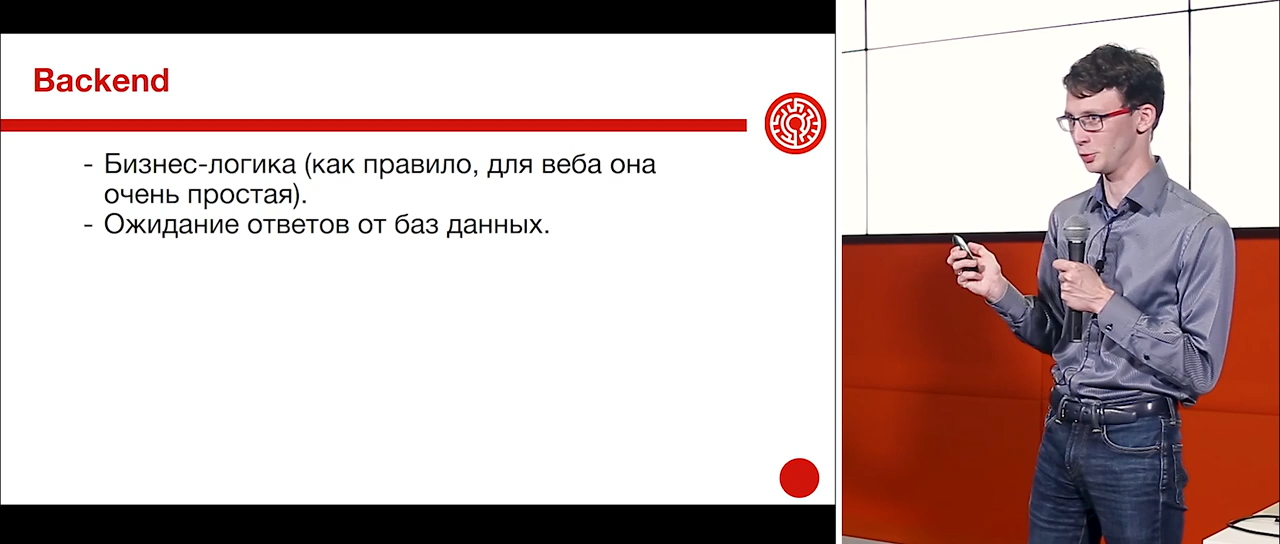 Backend
- Бизнес-логика (как правило, для веба она
очень простая).
- Ожидание ответов от баз данных.